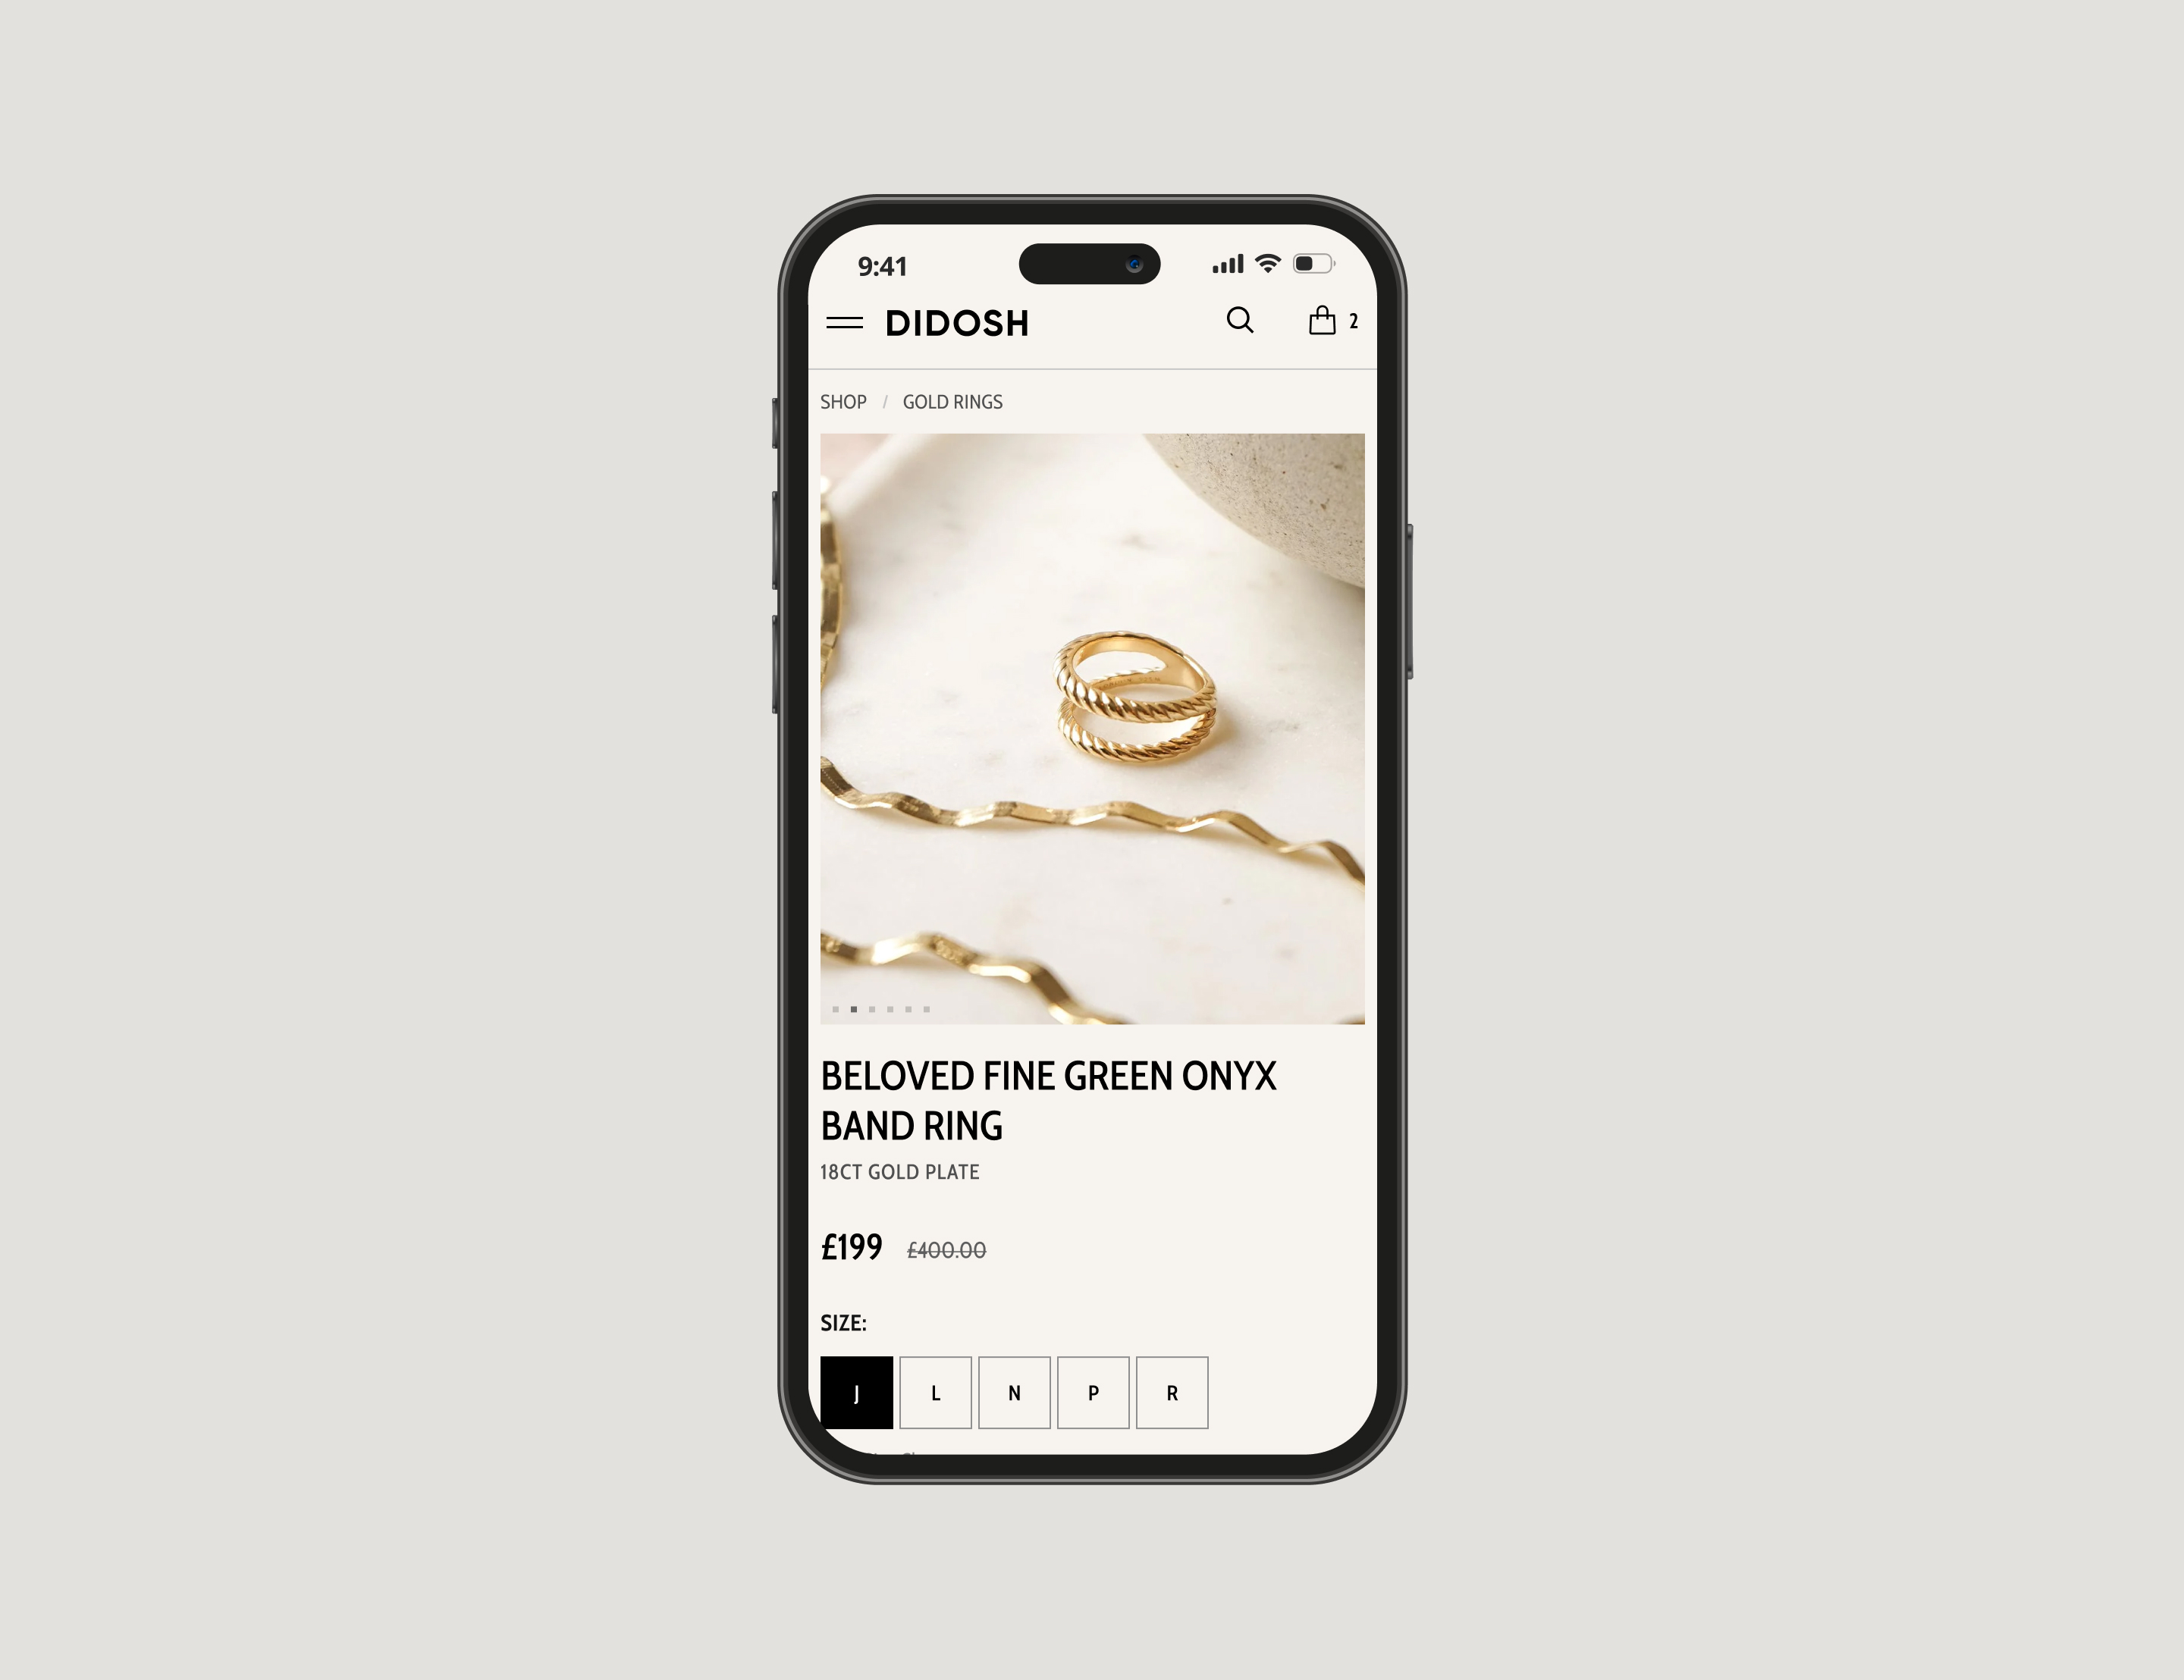 9:41
DIDOSH 2
SHOP / GOLD RINGS
BELOVED FINE GREEN ONYX
BAND RING
18CT GOLD PLATE
£199 £400.00
SIZE:
J L N P R